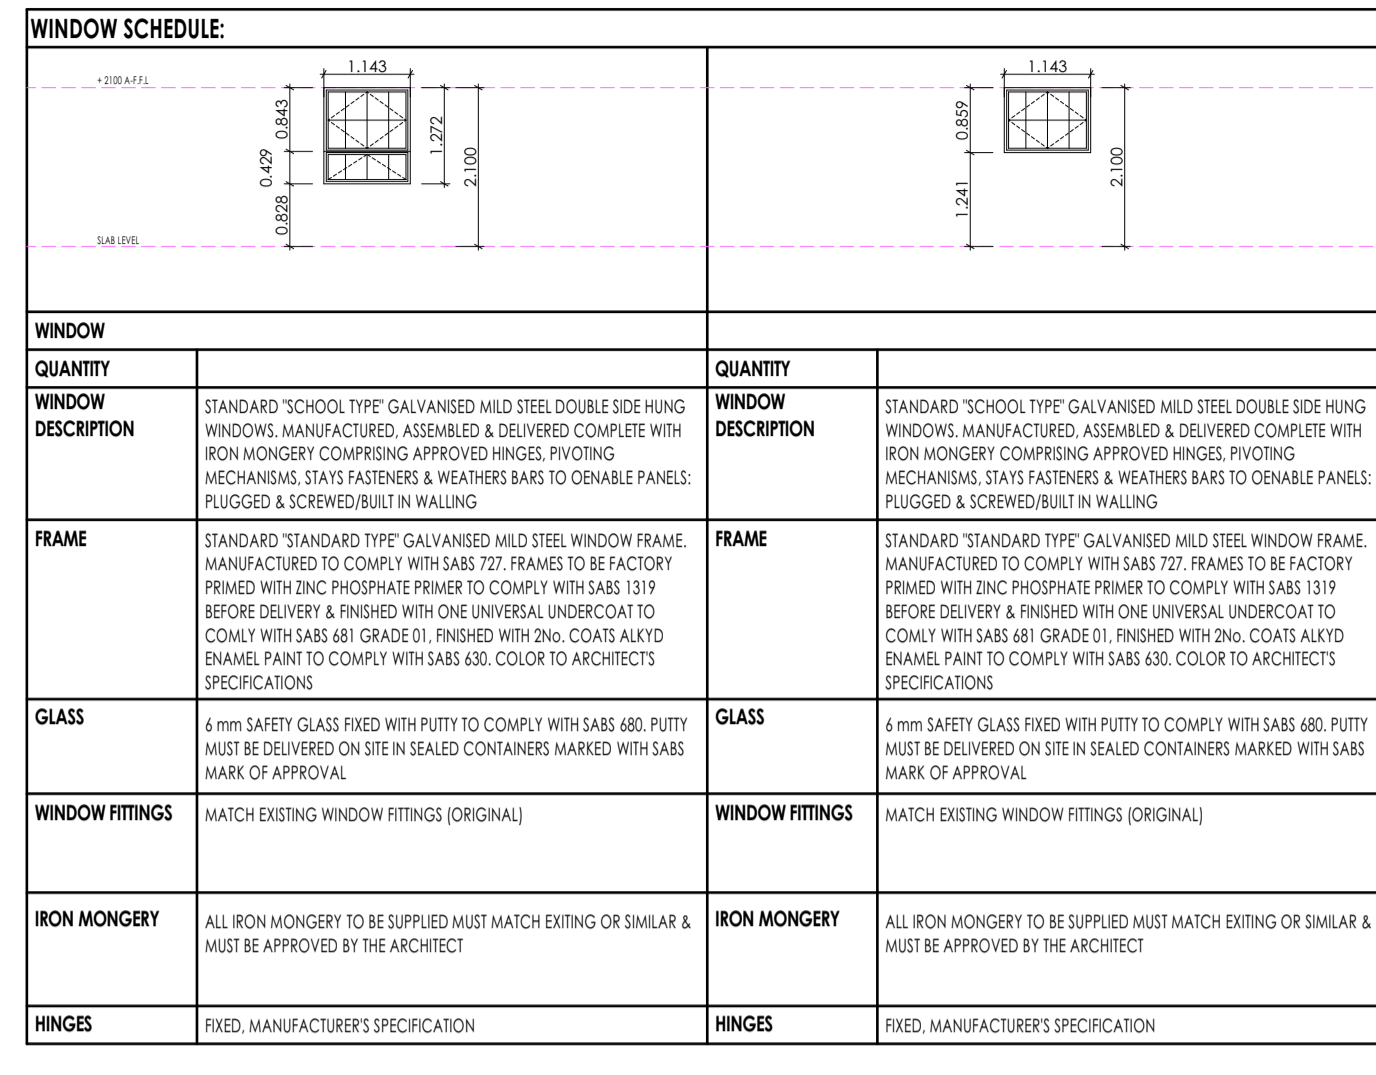 WINDOW SCHEDULE:
+ 2100 A-F.F.L
1.143
0.843
0.429
0.828
1.272
2.100
SLAB LEVEL
1.143
0.859
1.241
2.100
WINDOW
QUANTITY
WINDOW
DESCRIPTION
STANDARD "SCHOOL TYPE" GALVANISED MILD STEEL DOUBLE SIDE HUNG
WINDOWS. MANUFACTURED, ASSEMBLED & DELIVERED COMPLETE WITH
IRON MONGERY COMPRISING APPROVED HINGES, PIVOTING
MECHANISMS, STAYS FASTENERS & WEATHERS BARS TO OENABLE PANELS:
PLUGGED & SCREWED/BUILT IN WALLING
FRAME
STANDARD "STANDARD TYPE" GALVANISED MILD STEEL WINDOW FRAME.
MANUFACTURED TO COMPLY WITH SABS 727. FRAMES TO BE FACTORY
PRIMED WITH ZINC PHOSPHATE PRIMER TO COMPLY WITH SABS 1319
BEFORE DELIVERY & FINISHED WITH ONE UNIVERSAL UNDERCOAT TO
COMLY WITH SABS 681 GRADE 01, FINISHED WITH 2No. COATS ALKYD
ENAMEL PAINT TO COMPLY WITH SABS 630. COLOR TO ARCHITECT'S
SPECIFICATIONS
GLASS
6 mm SAFETY GLASS FIXED WITH PUTTY TO COMPLY WITH SABS 680. PUTTY
MUST BE DELIVERED ON SITE IN SEALED CONTAINERS MARKED WITH SABS
MARK OF APPROVAL
WINDOW FITTINGS
MATCH EXISTING WINDOW FITTINGS (ORIGINAL)
IRON MONGERY
ALL IRON MONGERY TO BE SUPPLIED MUST MATCH EXITING OR SIMILAR &
MUST BE APPROVED BY THE ARCHITECT
HINGES
FIXED, MANUFACTURER'S SPECIFICATION
QUANTITY
WINDOW
DESCRIPTION
STANDARD "SCHOOL TYPE" GALVANISED MILD STEEL DOUBLE SIDE HUNG
WINDOWS. MANUFACTURED, ASSEMBLED & DELIVERED COMPLETE WITH
IRON MONGERY COMPRISING APPROVED HINGES, PIVOTING
MECHANISMS, STAYS FASTENERS & WEATHERS BARS TO OENABLE PANELS:
PLUGGED & SCREWED/BUILT IN WALLING
FRAME
STANDARD "STANDARD TYPE" GALVANISED MILD STEEL WINDOW FRAME.
MANUFACTURED TO COMPLY WITH SABS 727. FRAMES TO BE FACTORY
PRIMED WITH ZINC PHOSPHATE PRIMER TO COMPLY WITH SABS 1319
BEFORE DELIVERY & FINISHED WITH ONE UNIVERSAL UNDERCOAT TO
COMLY WITH SABS 681 GRADE 01, FINISHED WITH 2No. COATS ALKYD
ENAMEL PAINT TO COMPLY WITH SABS 630. COLOR TO ARCHITECT'S
SPECIFICATIONS
GLASS
6 mm SAFETY GLASS FIXED WITH PUTTY TO COMPLY WITH SABS 680. PUTTY
MUST BE DELIVERED ON SITE IN SEALED CONTAINERS MARKED WITH SABS
MARK OF APPROVAL
WINDOW FITTINGS
MATCH EXISTING WINDOW FITTINGS (ORIGINAL)
IRON MONGERY
ALL IRON MONGERY TO BE SUPPLIED MUST MATCH EXITING OR SIMILAR &
MUST BE APPROVED BY THE ARCHITECT
HINGES
FIXED, MANUFACTURER'S SPECIFICATION